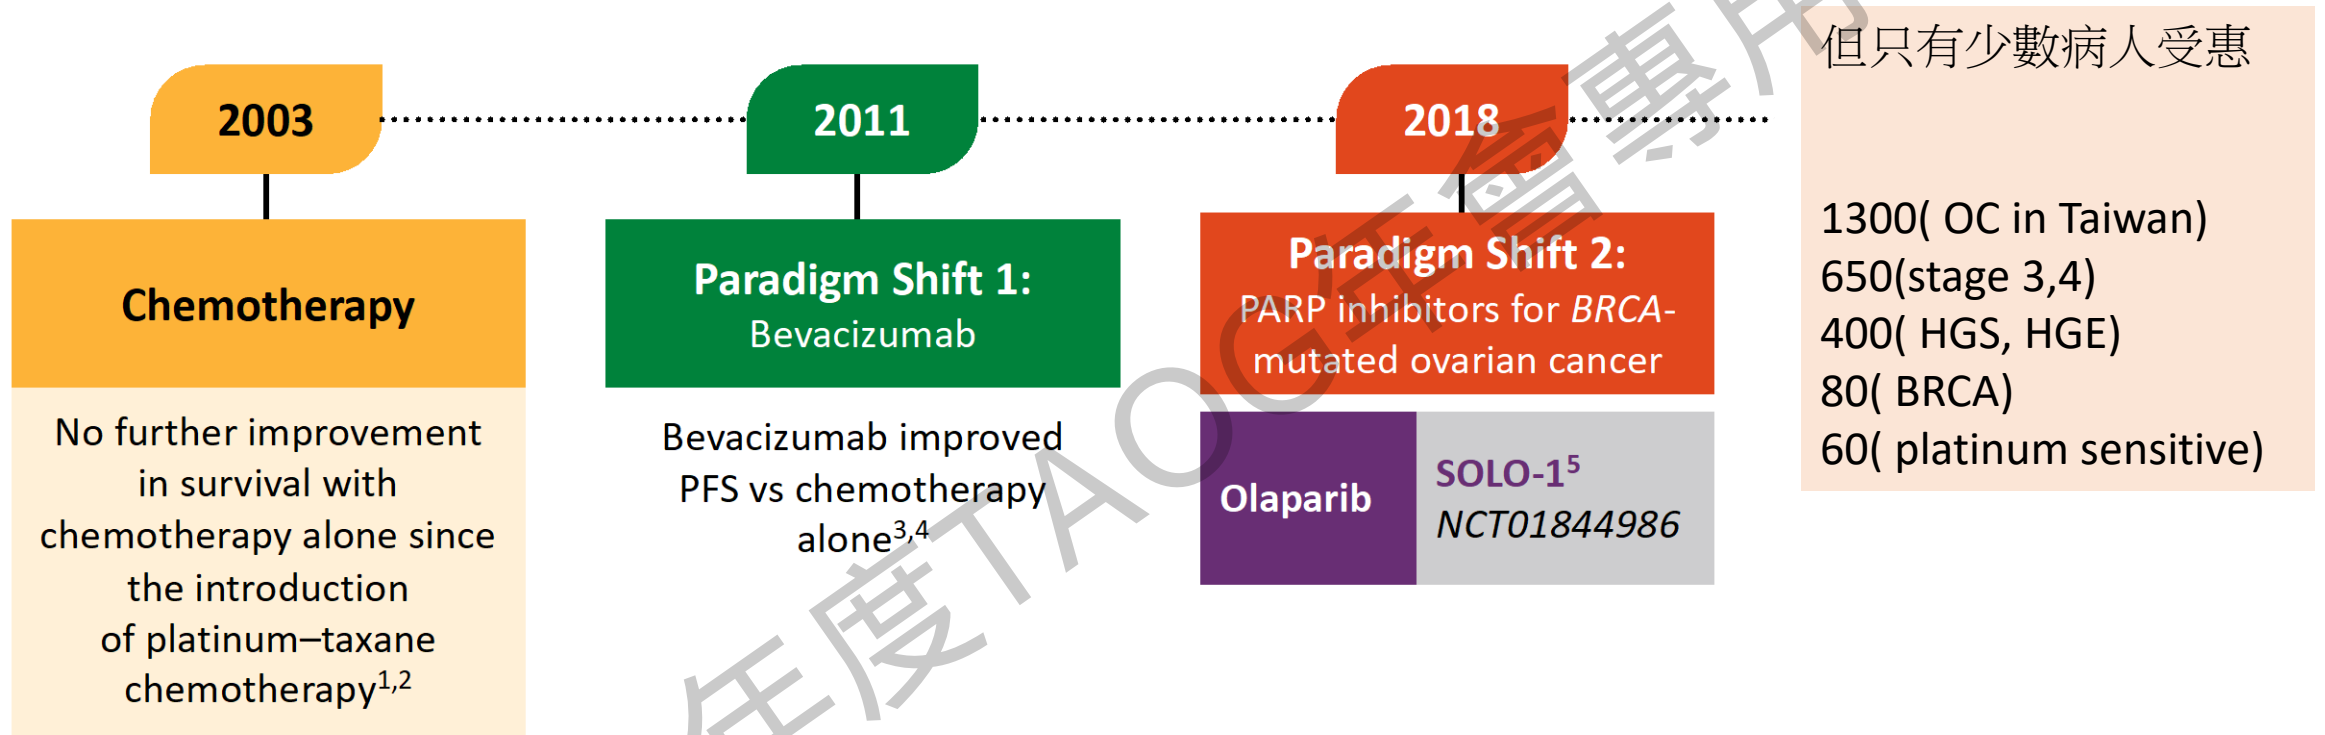 2003
Chemotherapy
No further improvement
in survival with
chemotherapy alone since
the introduction
of platinum–taxane
chemotherapy1,2
2011
Paradigm Shift 1:
Bevacizumab
Bevacizumab improved
PFS vs chemotherapy
alone3,4
2018
Paradigm Shift 2:
PARP inhibitors for BRCA-
mutated ovarian cancer
Olaparib
SOLO-15
NCT01844986
但只有少數病人受惠
1300( OC in Taiwan)
650(stage 3,4)
400( HGS, HGE)
80( BRCA)
60( platinum sensitive)
年度TAOG年會專用